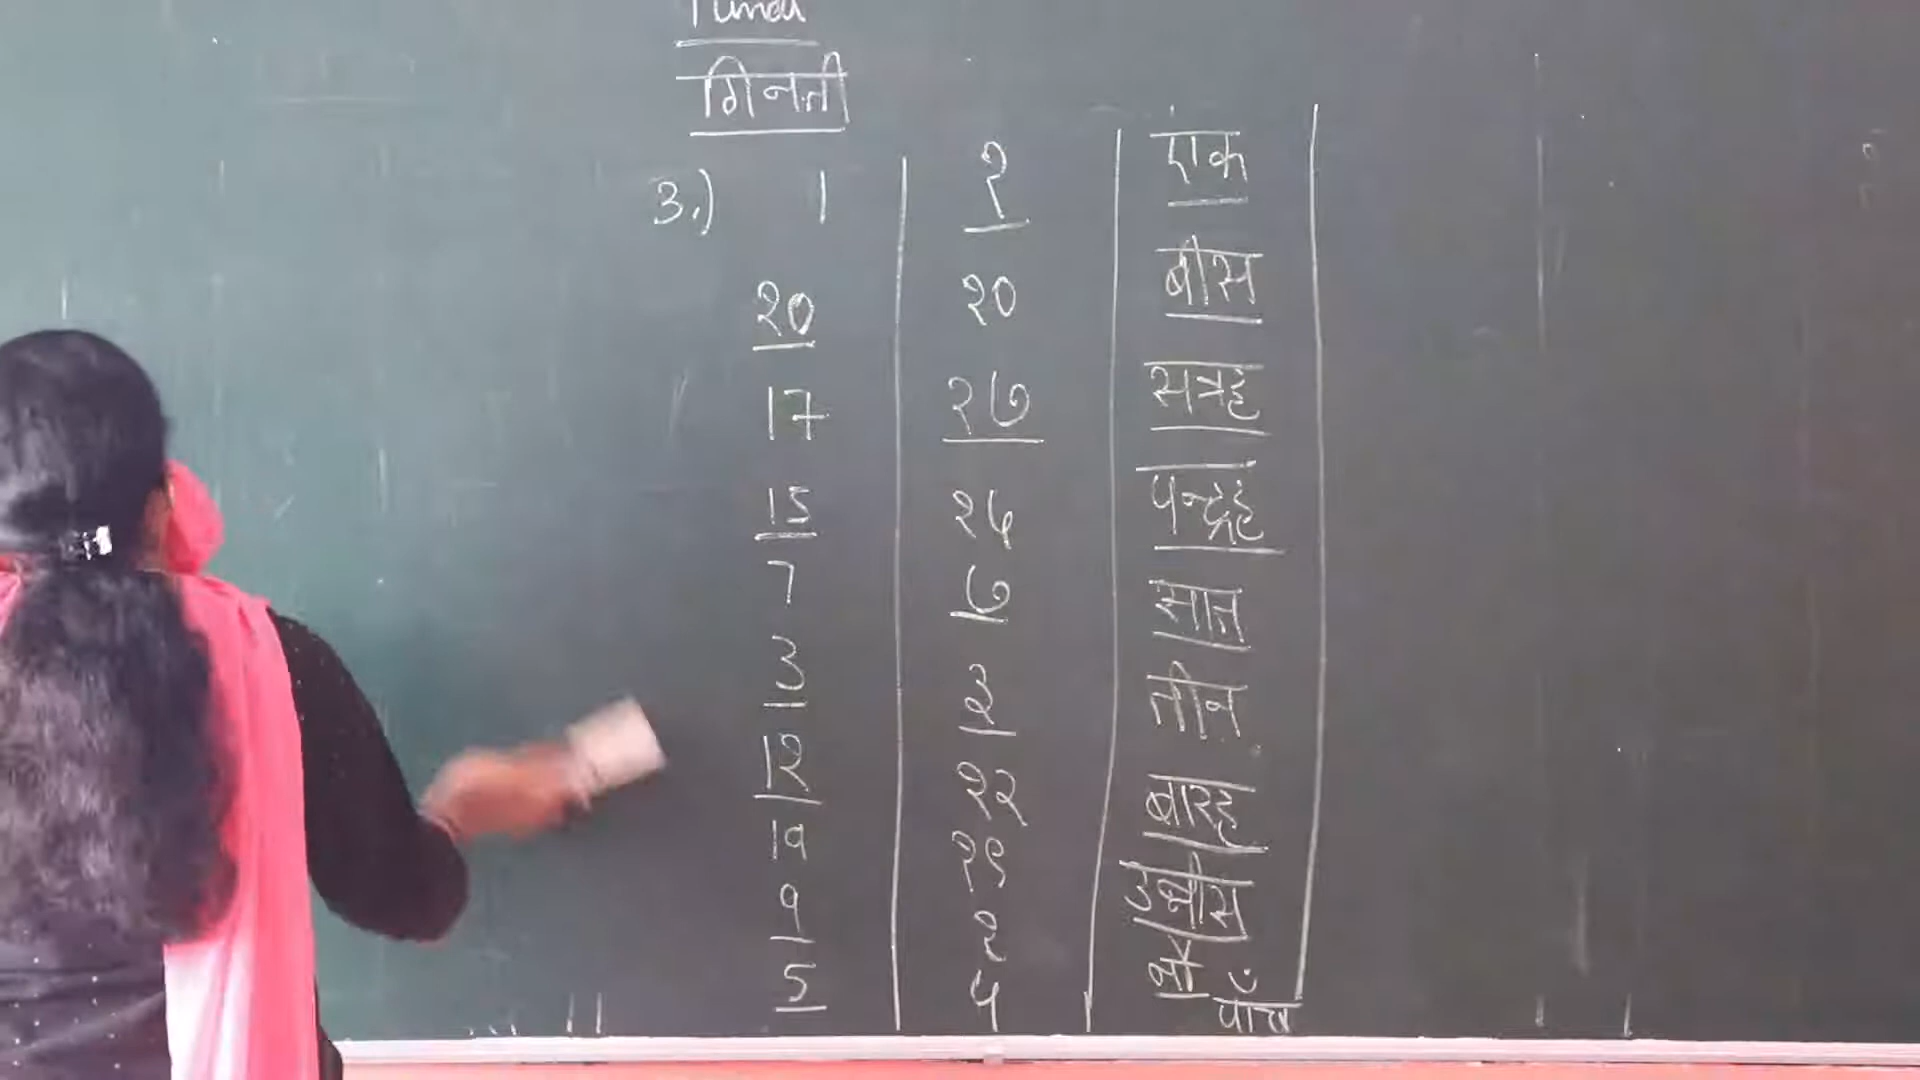 गिनती
3.) 1 १ एक
20 २० बीस
17 १७ सत्रह
15 १५ पन्द्रह
7 ७ सात
3 ३ तीन
12 १२ बारह
19 १९ उन्नीस
9 ९ नौ
5 ५ पाँच